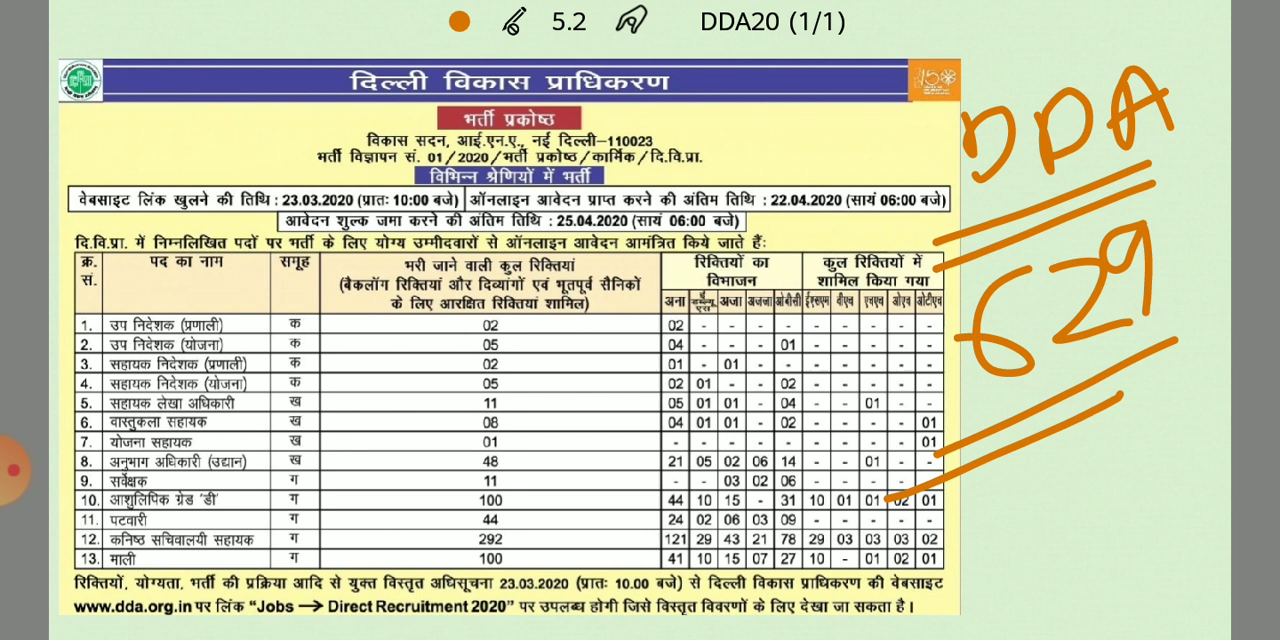 5.2 DDA20 (1/1)
दिल्ली विकास प्राधिकरण
भर्ती प्रकोष्ठ
विकास सदन, आई.एन.ए., नई दिल्ली–110023
भर्ती विज्ञापन सं. 01/2020/भर्ती प्रकोष्ठ/कार्मिक/दि.वि.प्रा.
विभिन्न श्रेणियों में भर्ती
वेबसाइट लिंक खुलने की तिथि : 23.03.2020 (प्रातः 10:00 बजे) ऑनलाइन आवेदन प्राप्त करने की अंतिम तिथि : 22.04.2020 (सायं 06:00 बजे)
आवेदन शुल्क जमा करने की अंतिम तिथि : 25.04.2020 (सायं 06:00 बजे)
दि.वि.प्रा. में निम्नलिखित पदों पर भर्ती के लिए योग्य उम्मीदवारों से ऑनलाइन आवेदन आमंत्रित किये जाते हैंः
क्र. सं. पद का नाम समूह भरी जाने वाली कुल रिक्तियां (बैकलॉग रिक्तियां और दिव्यांगों एवं भूतपूर्व सैनिकों के लिए आरक्षित रिक्तियां शामिल) रिक्तियों का विभाजन कुल रिक्तियों में शामिल किया गया
अना अजा अजजा ओबीसी ईएसएम वीएच एचएच ओएच ओटीएच
1. उप निदेशक (प्रणाली) क 02 02 - - - - - - - - -
2. उप निदेशक (योजना) क 05 04 - - - 01 - - - - -
3. सहायक निदेशक (प्रणाली) क 02 01 - 01 - - - - - - -
4. सहायक निदेशक (योजना) क 05 02 01 - - 02 - - - - -
5. सहायक लेखा अधिकारी ख 11 05 01 01 - 04 - - 01 - -
6. वास्तुकला सहायक ख 08 04 01 01 - 02 - - - - 01
7. योजना सहायक ख 01 - - - - - - - - - 01
8. अनुभाग अधिकारी (उद्यान) ख 48 21 05 02 06 14 - - 01 - -
9. सर्वेक्षक ग 11 - - 03 02 06 - - - - -
10. आशुलिपिक ग्रेड 'डी' ग 100 44 10 15 - 31 10 01 01 02 01
11. पटवारी ग 44 24 02 06 03 09 - - - - -
12. कनिष्ठ सचिवालयी सहायक ग 292 121 29 43 21 78 29 03 03 03 02
13. माली ग 100 41 10 15 07 27 10 - 01 02 01
रिक्तियों, योग्यता, भर्ती की प्रक्रिया आदि से युक्त विस्तृत अधिसूचना 23.03.2020 (प्रातः 10.00 बजे) से दिल्ली विकास प्राधिकरण की वेबसाइट
www.dda.org.in पर लिंक “Jobs → Direct Recruitment 2020” पर उपलब्ध होगी जिसे विस्तृत विवरणों के लिए देखा जा सकता है।
DDA
629